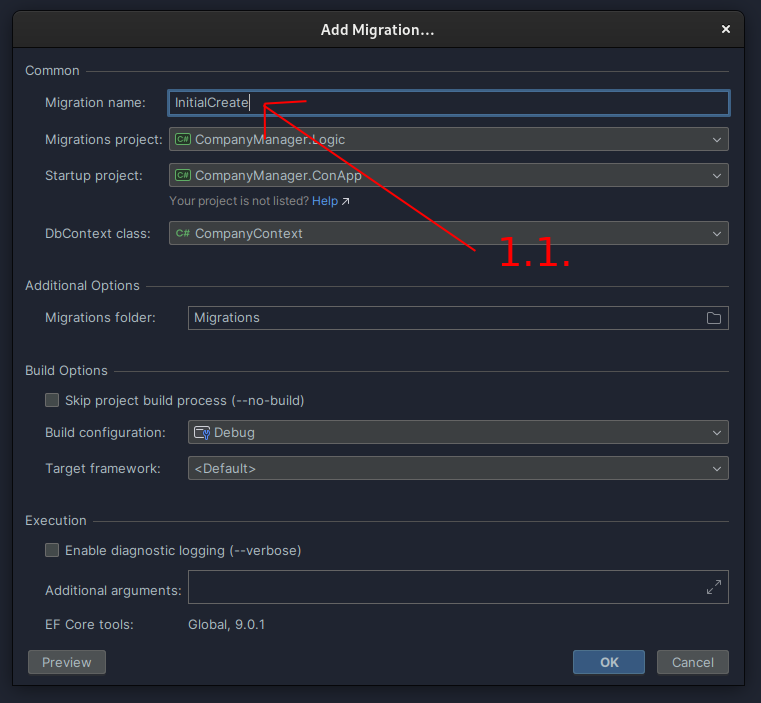 Add Migration...
Common
Migration name: InitialCreate
Migrations project: C# CompanyManager.Logic
Startup project: C# CompanyManager.ConApp
Your project is not listed? Help ↗
DbContext class: C# CompanyContext
1.1.
Additional Options
Migrations folder: Migrations
Build Options
Skip project build process (--no-build)
Build configuration: Debug
Target framework: <Default>
Execution
Enable diagnostic logging (--verbose)
Additional arguments:
EF Core tools: Global, 9.0.1
Preview OK Cancel